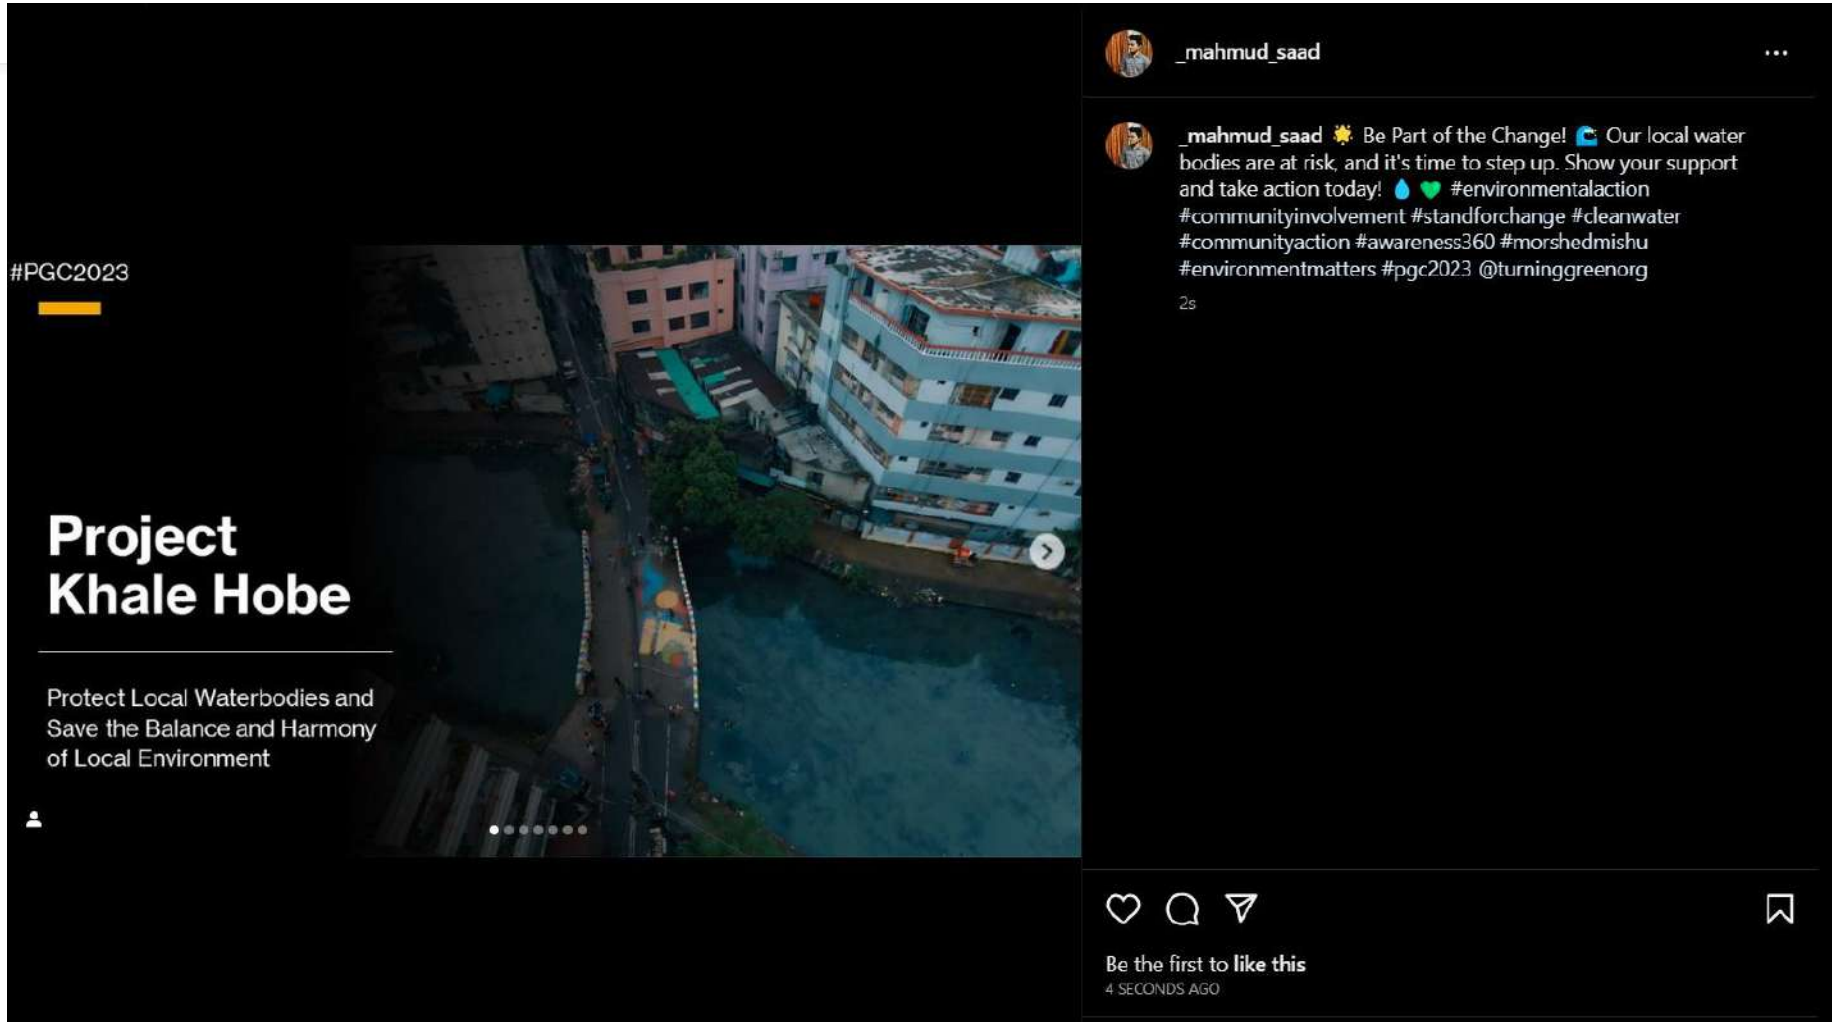 #PGC2023
Project
Khale Hobe
Protect Local Waterbodies and
Save the Balance and Harmony
of Local Environment
_mahmud_saad
_mahmud_saad 🌟 Be Part of the Change! 🌊 Our local water
bodies are at risk, and it's time to step up. Show your support
and take action today! 💧 💚 #environmentalaction
#communityinvolvement #standforchange #cleanwater
#communityaction #awareness360 #morshedmishu
#environmentmatters #pgc2023 @turninggreenorg
2s
Be the first to like this
4 SECONDS AGO